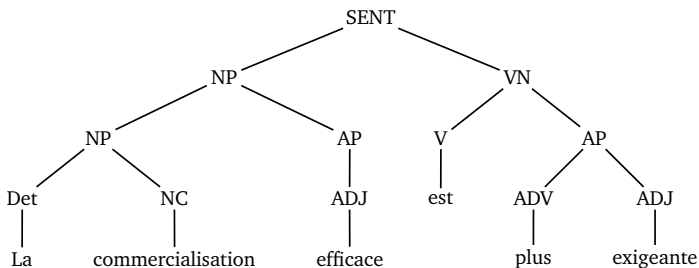 SENT
NP VN
NP AP V AP
Det NC ADJ est ADV ADJ
La commercialisation efficace plus exigeante